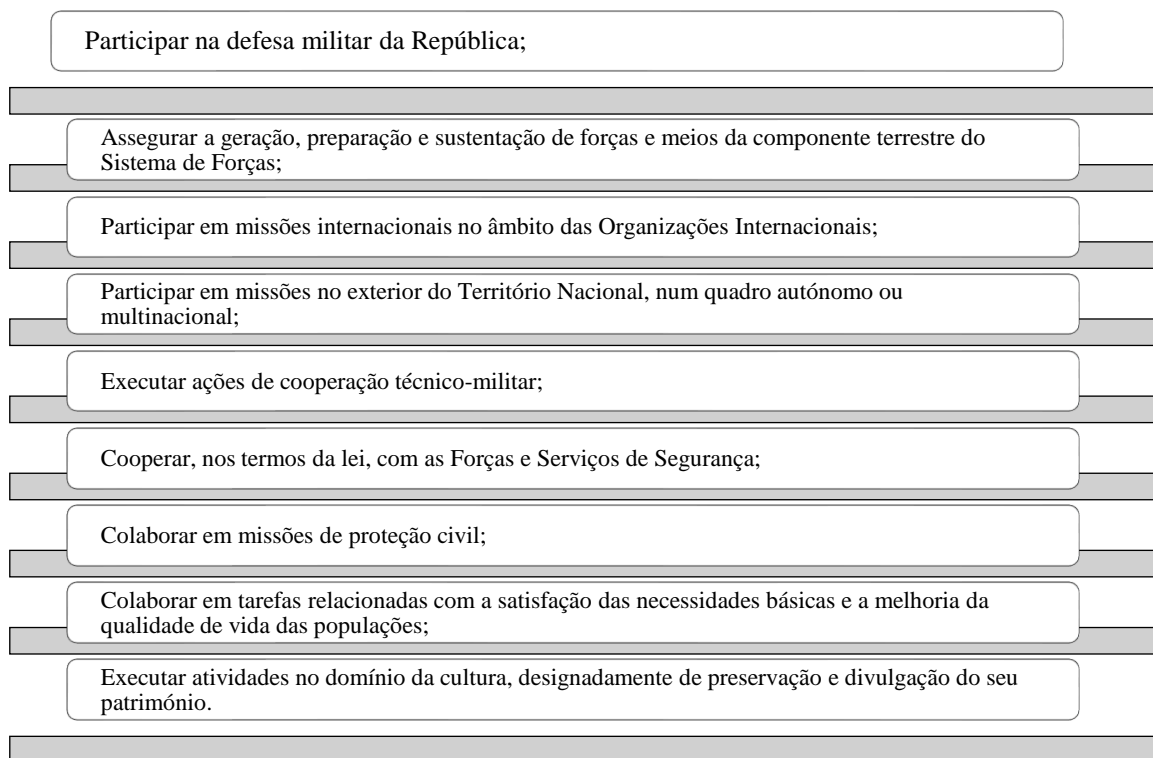 Participar na defesa militar da República;
Assegurar a geração, preparação e sustentação de forças e meios da componente terrestre do
Sistema de Forças;
Participar em missões internacionais no âmbito das Organizações Internacionais;
Participar em missões no exterior do Território Nacional, num quadro autónomo ou
multinacional;
Executar ações de cooperação técnico-militar;
Cooperar, nos termos da lei, com as Forças e Serviços de Segurança;
Colaborar em missões de proteção civil;
Colaborar em tarefas relacionadas com a satisfação das necessidades básicas e a melhoria da
qualidade de vida das populações;
Executar atividades no domínio da cultura, designadamente de preservação e divulgação do seu
património.